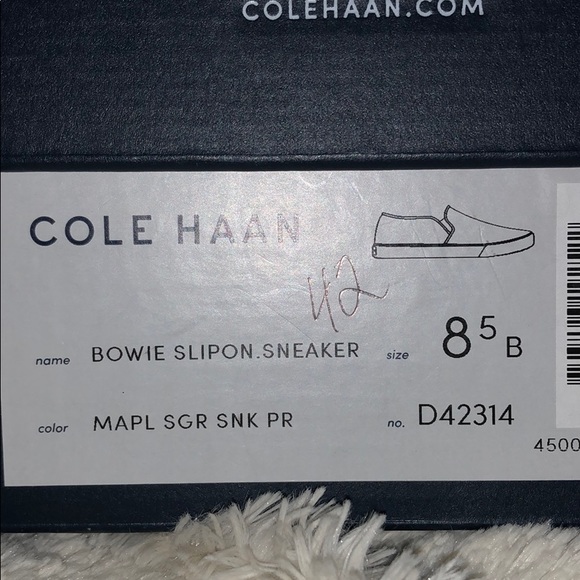 COLEHAAN.COM
COLE HAAN
42
name BOWIE SLIPON.SNEAKER size 8 5 B
color MAPL SGR SNK PR no. D42314
4500